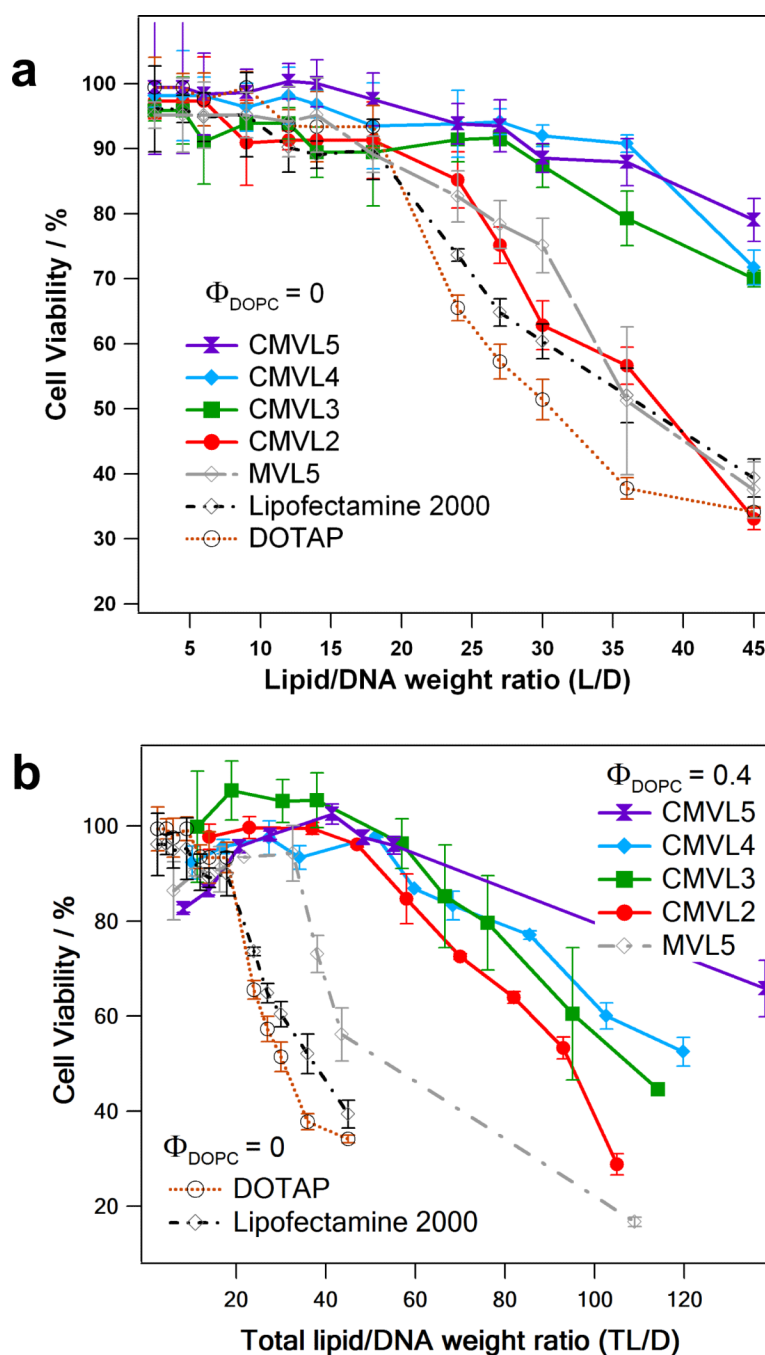 a
100
90
80
70
60
50
40
30
20
Cell Viability / %
ΦDOPC = 0
CMVL5
CMVL4
CMVL3
CMVL2
MVL5
Lipofectamine 2000
DOTAP
5 10 15 20 25 30 35 40 45
Lipid/DNA weight ratio (L/D)
b
100
80
60
40
20
Cell Viability / %
ΦDOPC = 0.4
CMVL5
CMVL4
CMVL3
CMVL2
MVL5
ΦDOPC = 0
DOTAP
Lipofectamine 2000
20 40 60 80 100 120
Total lipid/DNA weight ratio (TL/D)